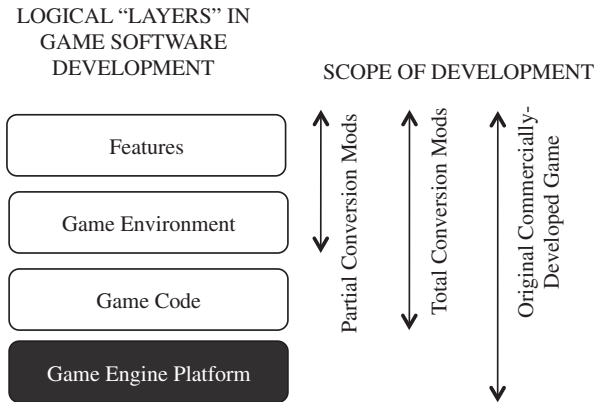 LOGICAL “LAYERS” IN
GAME SOFTWARE
DEVELOPMENT
SCOPE OF DEVELOPMENT
Features
Game Environment
Game Code
Game Engine Platform
Partial Conversion Mods
Total Conversion Mods
Original Commercially-
Developed Game